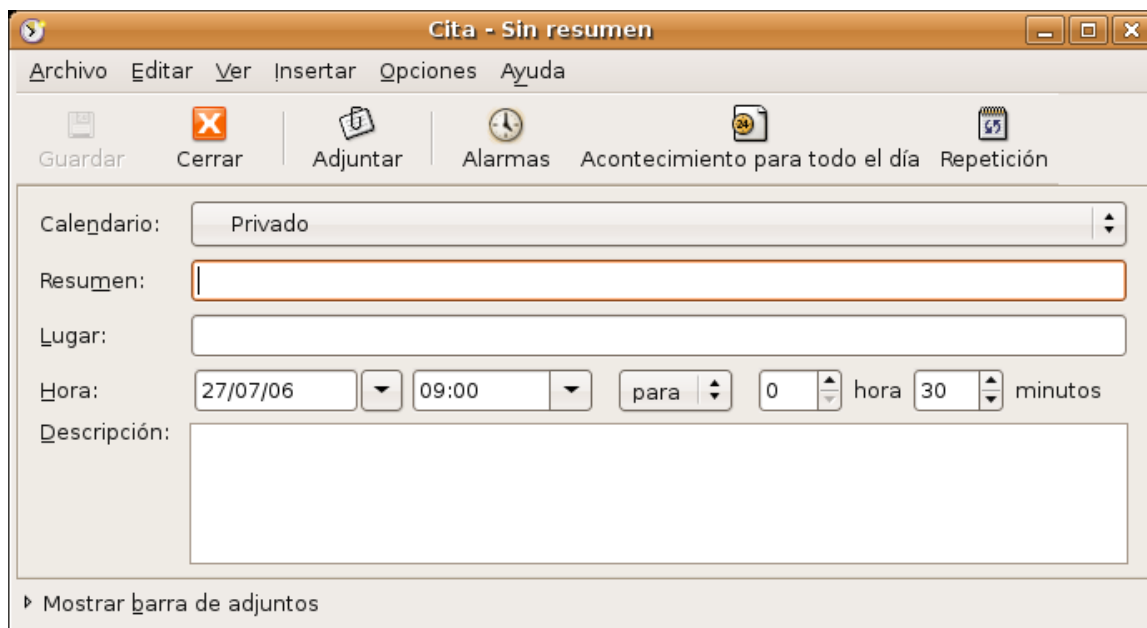 Cita - Sin resumen
Archivo Editar Ver Insertar Opciones Ayuda
Guardar Cerrar Adjuntar Alarmas Acontecimiento para todo el día Repetición
Calendario: Privado
Resumen:
Lugar:
Hora: 27/07/06 09:00 para 0 hora 30 minutos
Descripción:
Mostrar barra de adjuntos